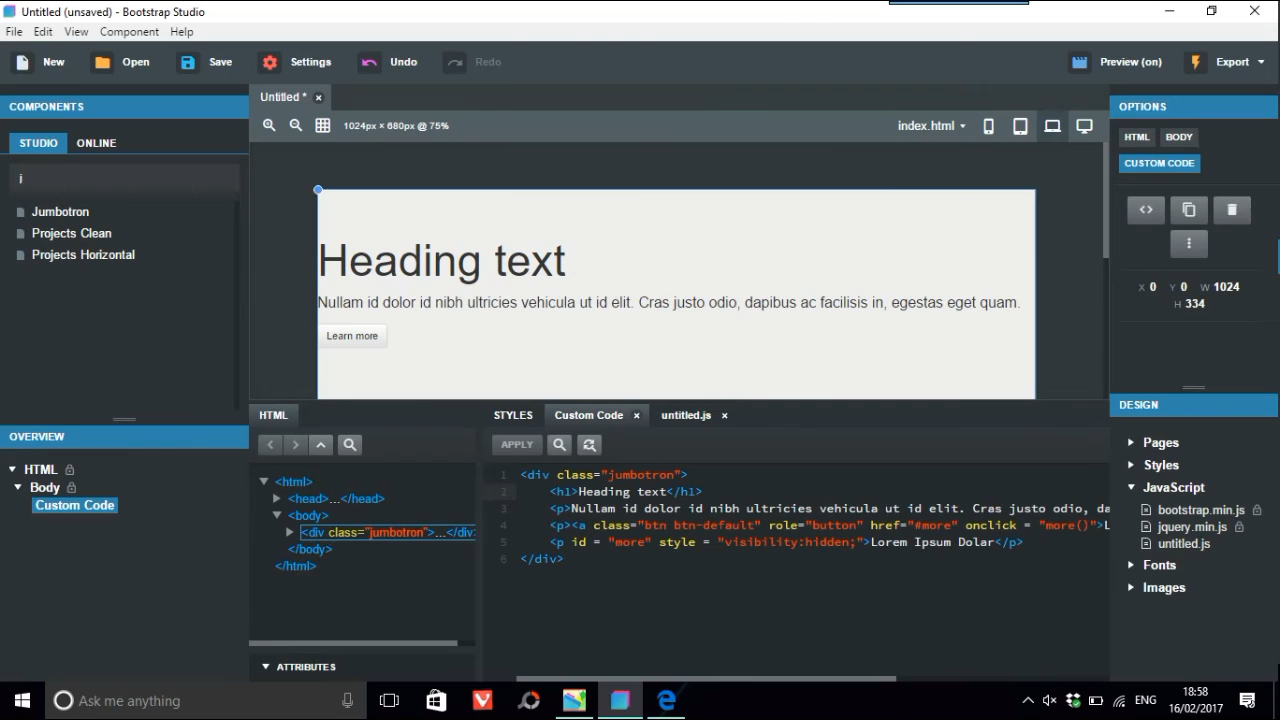 Untitled (unsaved) - Bootstrap Studio
File Edit View Component Help
New Open Save Settings Undo Redo Preview (on) Export
COMPONENTS
STUDIO ONLINE
j
Jumbotron
Projects Clean
Projects Horizontal
OVERVIEW
HTML
Body
Custom Code
Untitled *
1024px × 680px @ 75%
index.html
Heading text
Nullam id dolor id nibh ultricies vehicula ut id elit. Cras justo odio, dapibus ac facilisis in, egestas eget quam.
Learn more
HTML
<html>
<head>...</head>
<body>
<div class="jumbotron">...</div>
</body>
</html>
ATTRIBUTES
STYLES Custom Code untitled.js
APPLY
1 <div class="jumbotron">
2 <h1>Heading text</h1>
3 <p>Nullam id dolor id nibh ultricies vehicula ut id elit. Cras justo odio, da
4 <p><a class="btn btn-default" role="button" href="#more" onclick = "more()">L
5 <p id = "more" style = "visibility:hidden;">Lorem Ipsum Dolar</p>
6 </div>
OPTIONS
HTML BODY
CUSTOM CODE
X 0 Y 0 W 1024
H 334
DESIGN
Pages
Styles
JavaScript
bootstrap.min.js
jquery.min.js
untitled.js
Fonts
Images
Ask me anything
ENG
18:58
16/02/2017